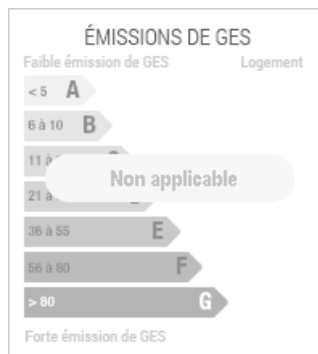 ÉMISSIONS DE GES
Faible émission de GES Logement
< 5 A
6 à 10 B
11 à
Non applicable
21 à
36 à 55 E
56 à 80 F
> 80 G
Forte émission de GES